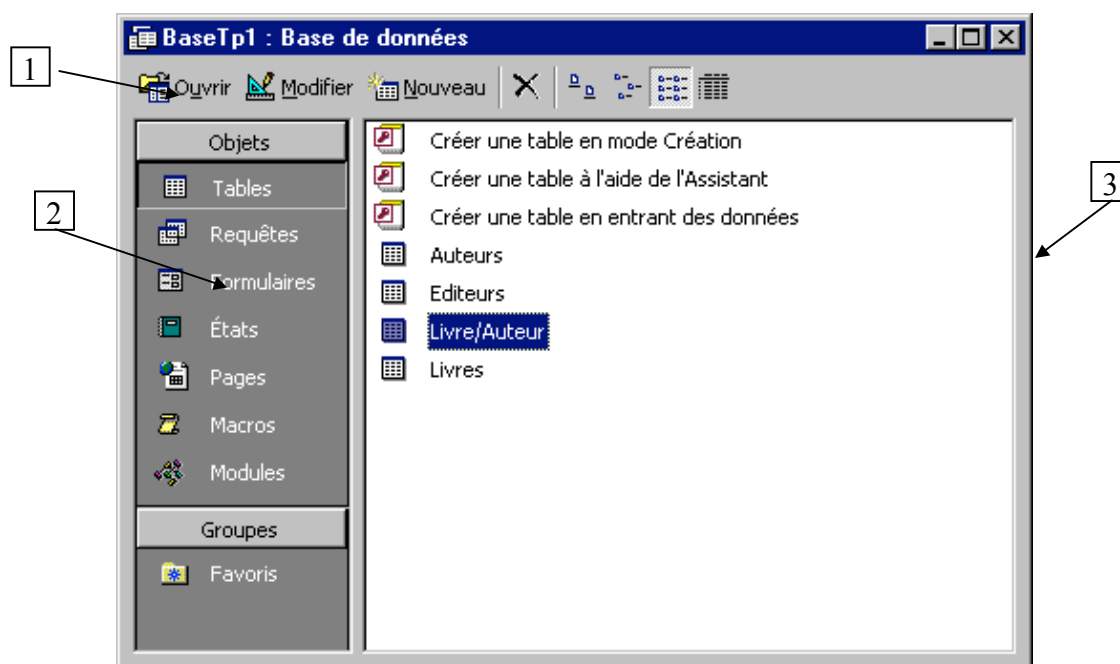 BaseTp1 : Base de données
1
Ouvrir Modifier Nouveau
Objets
Tables
2
Requêtes
Formulaires
États
Pages
Macros
Modules
Groupes
Favoris
Créer une table en mode Création
Créer une table à l'aide de l'Assistant
Créer une table en entrant des données
Auteurs
Editeurs
Livre/Auteur
Livres
3